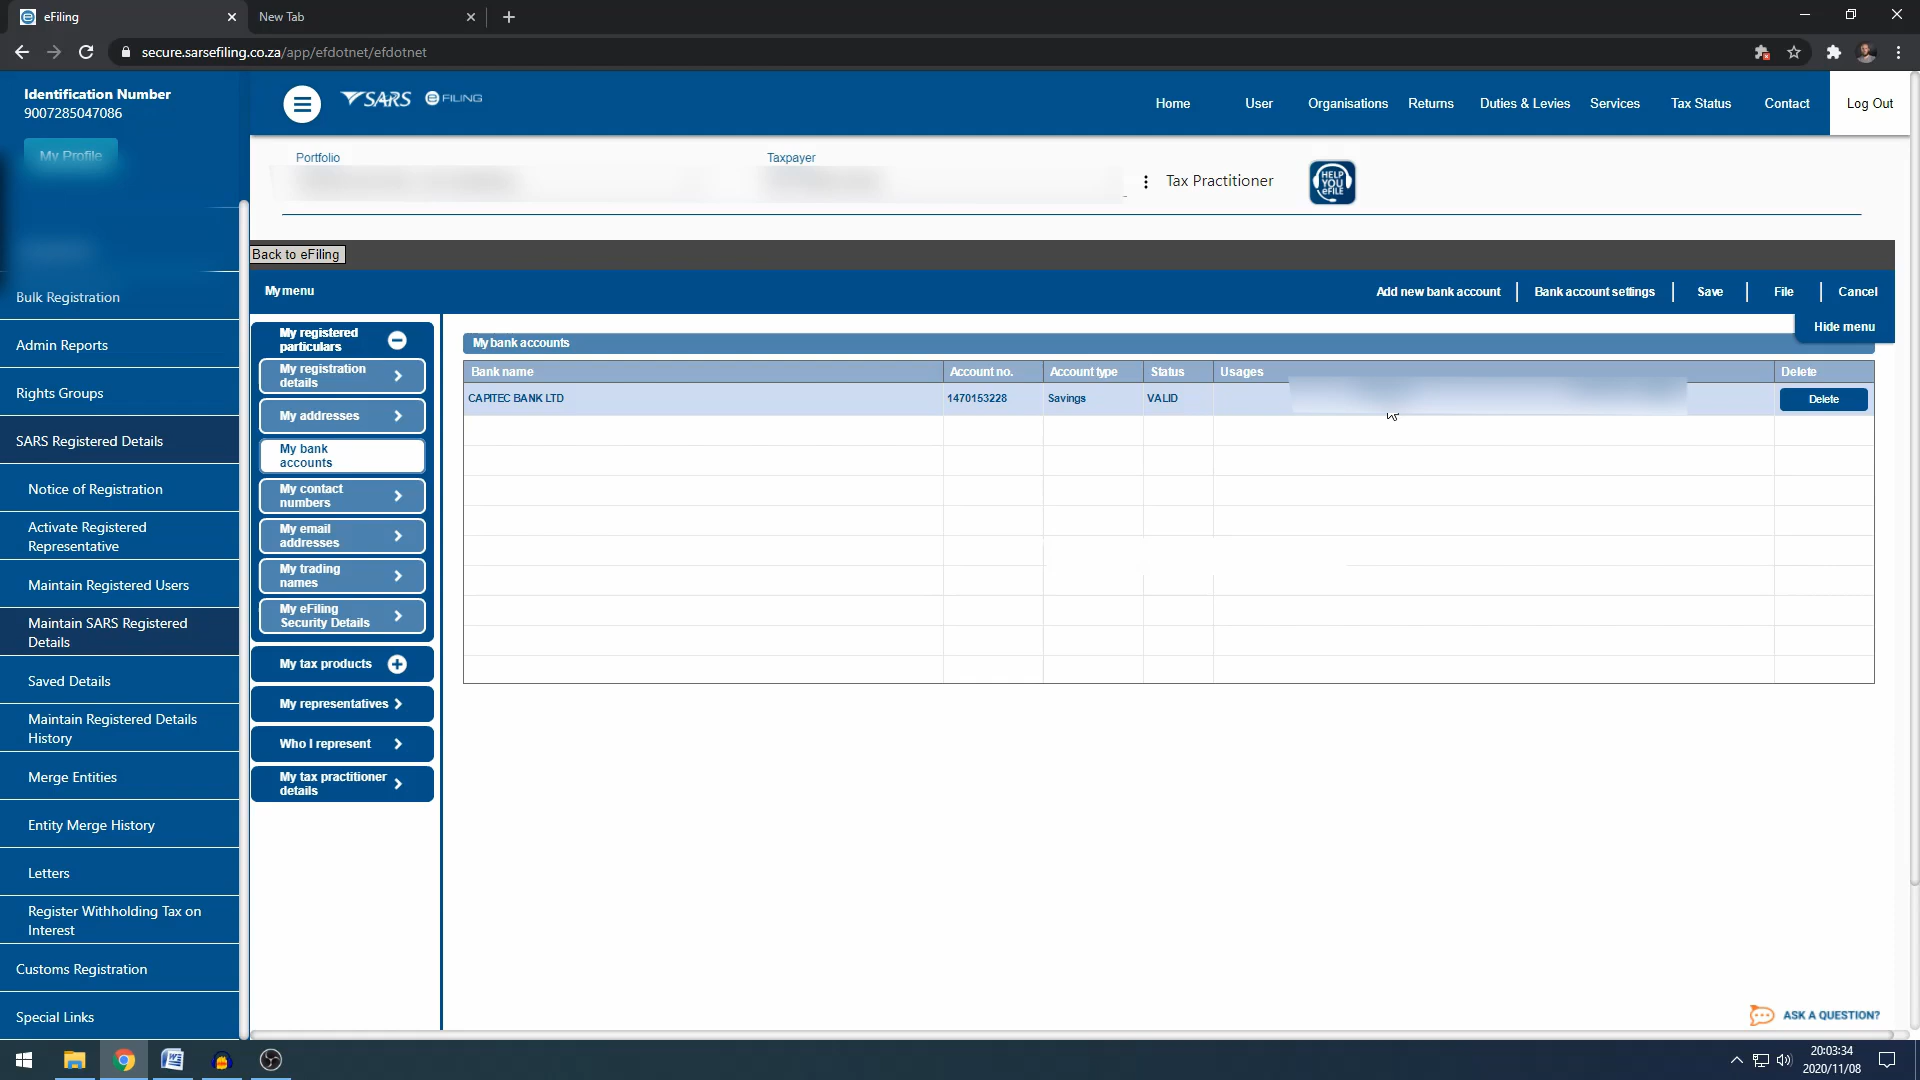 eFiling
New Tab
secure.sarsefiling.co.za/app/efdotnet/efdotnet
Identification Number
9007285047086
My Profile
SARS eFILING
Home
User
Organisations
Returns
Duties & Levies
Services
Tax Status
Contact
Log Out
Portfolio
Taxpayer
Tax Practitioner
HELP
YOU
eFILE
Back to eFiling
Bulk Registration
Admin Reports
Rights Groups
SARS Registered Details
Notice of Registration
Activate Registered
Representative
Maintain Registered Users
Maintain SARS Registered
Details
Saved Details
Maintain Registered Details
History
Merge Entities
Entity Merge History
Letters
Register Withholding Tax on
Interest
Customs Registration
Special Links
My menu
Add new bank account
Bank account settings
Save
File
Cancel
Hide menu
My registered
particulars
My registration
details
My addresses
My bank
accounts
My contact
numbers
My email
addresses
My trading
names
My eFiling
Security Details
My tax products
My representatives
Who I represent
My tax practitioner
details
My bank accounts
Bank name
Account no.
Account type
Status
Usages
Delete
CAPITEC BANK LTD
1470153228
Savings
VALID
Delete
ASK A QUESTION?
20:03:34
2020/11/08